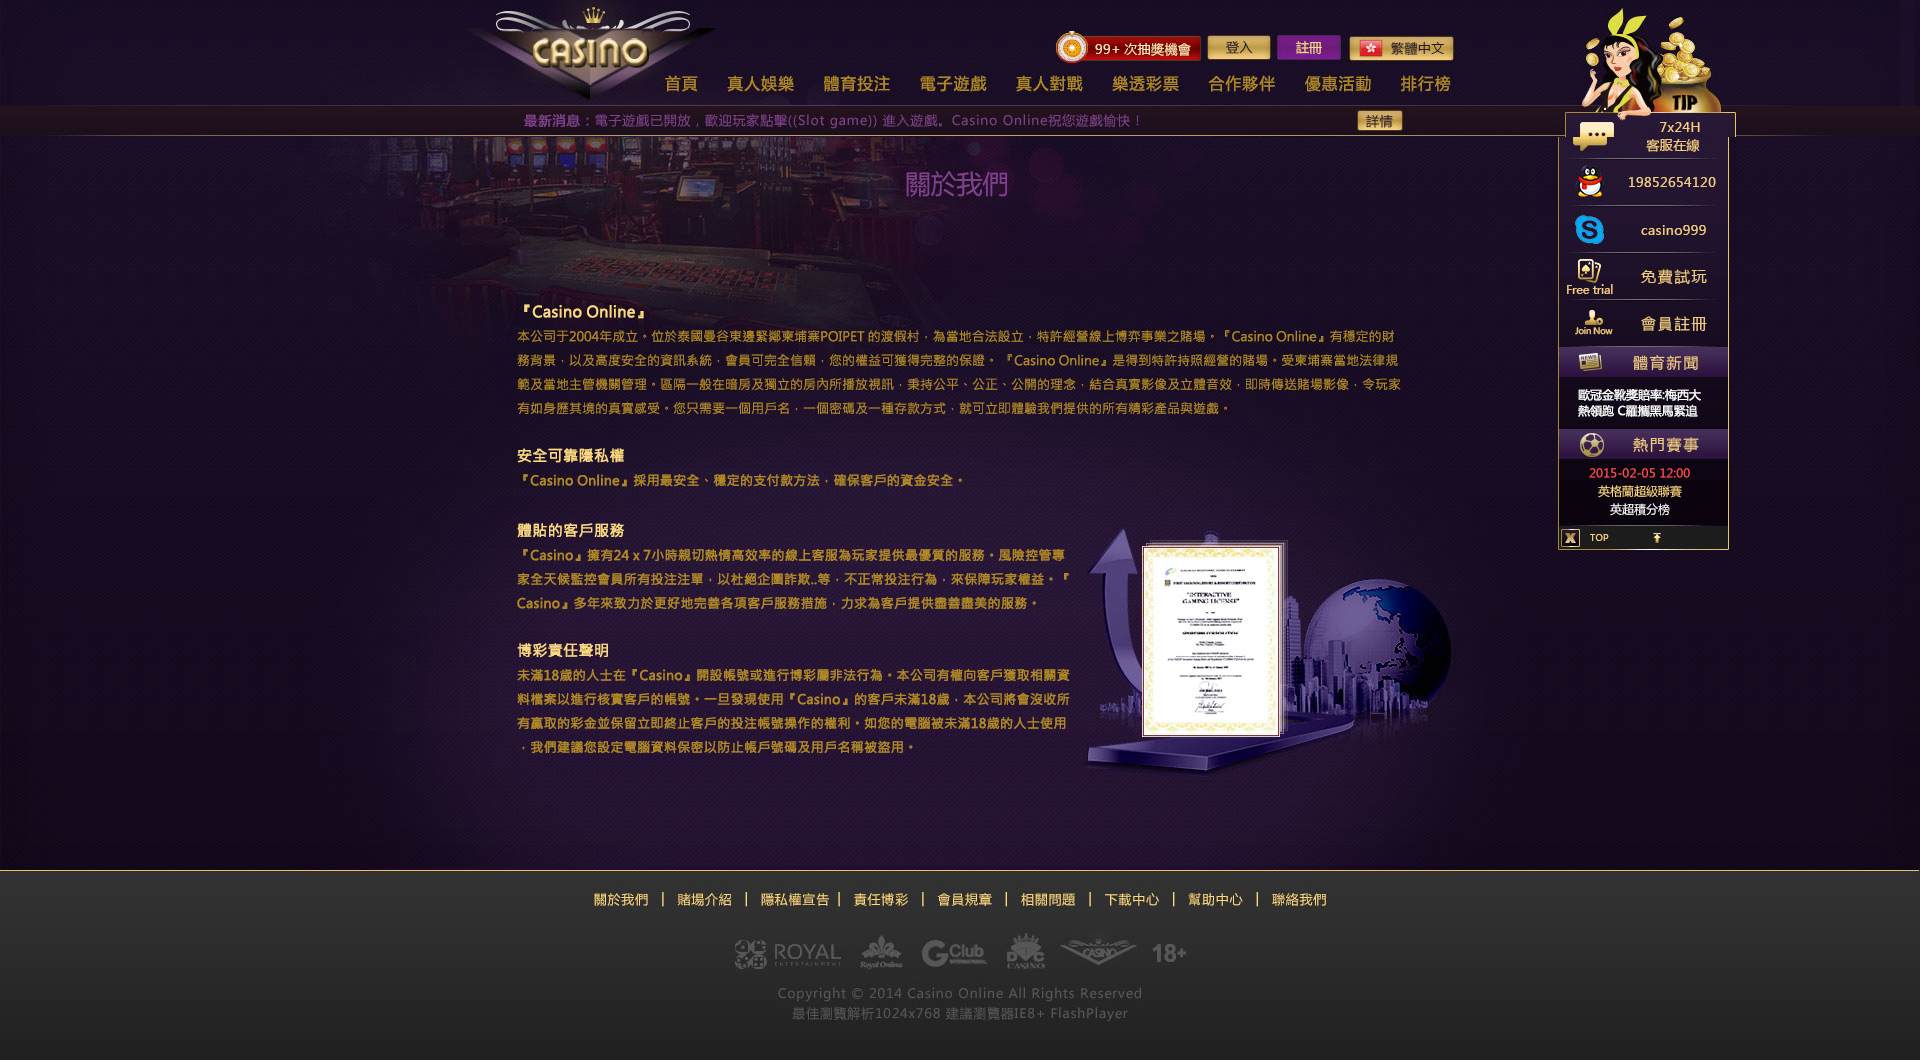 CASINO
99+ 次抽獎機會
登入
註冊
繁體中文
首頁 真人娛樂 體育投注 電子遊戲 真人對戰 樂透彩票 合作夥伴 優惠活動 排行榜
最新消息：電子遊戲已開放，歡迎玩家點擊((Slot game)) 進入遊戲。Casino Online祝您遊戲愉快！
詳情
關於我們
『Casino Online』
本公司于2004年成立。位於泰國曼谷東邊緊鄰柬埔寨POIPET 的渡假村，為當地合法設立，特許經營線上博弈事業之賭場。『Casino Online』有穩定的財
務背景，以及高度安全的資訊系統，會員可完全信賴，您的權益可獲得完整的保證。 『Casino Online』是得到特許持照經營的賭場。受柬埔寨當地法律規
範及當地主管機關管理。區隔一般在暗房及獨立的房內所播放視訊，秉持公平、公正、公開的理念，結合真實影像及立體音效，即時傳送賭場影像，令玩家
有如身歷其境的真實感受。您只需要一個用戶名，一個密碼及一種存款方式，就可立即體驗我們提供的所有精彩產品與遊戲。
安全可靠隱私權
『Casino Online』採用最安全、穩定的支付款方法，確保客戶的資金安全。
體貼的客戶服務
『Casino』擁有24 x 7小時親切熱情高效率的線上客服為玩家提供最優質的服務。風險控管專
家全天候監控會員所有投注注單，以杜絕企圖詐欺..等，不正常投注行為，來保障玩家權益。『
Casino』多年來致力於更好地完善各項客戶服務措施，力求為客戶提供盡善盡美的服務。
博彩責任聲明
未滿18歲的人士在『Casino』開設帳號或進行博彩屬非法行為。本公司有權向客戶獲取相關資
料檔案以進行核實客戶的帳號。一旦發現使用『Casino』的客戶未滿18歲，本公司將會沒收所
有贏取的彩金並保留立即終止客戶的投注帳號操作的權利。如您的電腦被未滿18歲的人士使用
，我們建議您設定電腦資料保密以防止帳戶號碼及用戶名稱被盜用。
"INTERACTIVE
GAMING LICENSE"
TIP
7x24H
客服在線
19852654120
casino999
免費試玩
Free trial
會員註冊
Join Now
NEWS
體育新聞
歐冠金靴獎賠率:梅西大
熱領跑 C羅攜黑馬緊追
熱門賽事
2015-02-05 12:00
英格蘭超級聯賽
英超積分榜
X TOP
關於我們 | 賭場介紹 | 隱私權宣告 | 責任博彩 | 會員規章 | 相關問題 | 下載中心 | 幫助中心 | 聯絡我們
ROYAL
ENTERTAINMENT
Royal Online
GClub
CASINO
CASINO
18+
Copyright © 2014 Casino Online All Rights Reserved
最佳瀏覽解析1024x768 建議瀏覽器IE8+ FlashPlayer